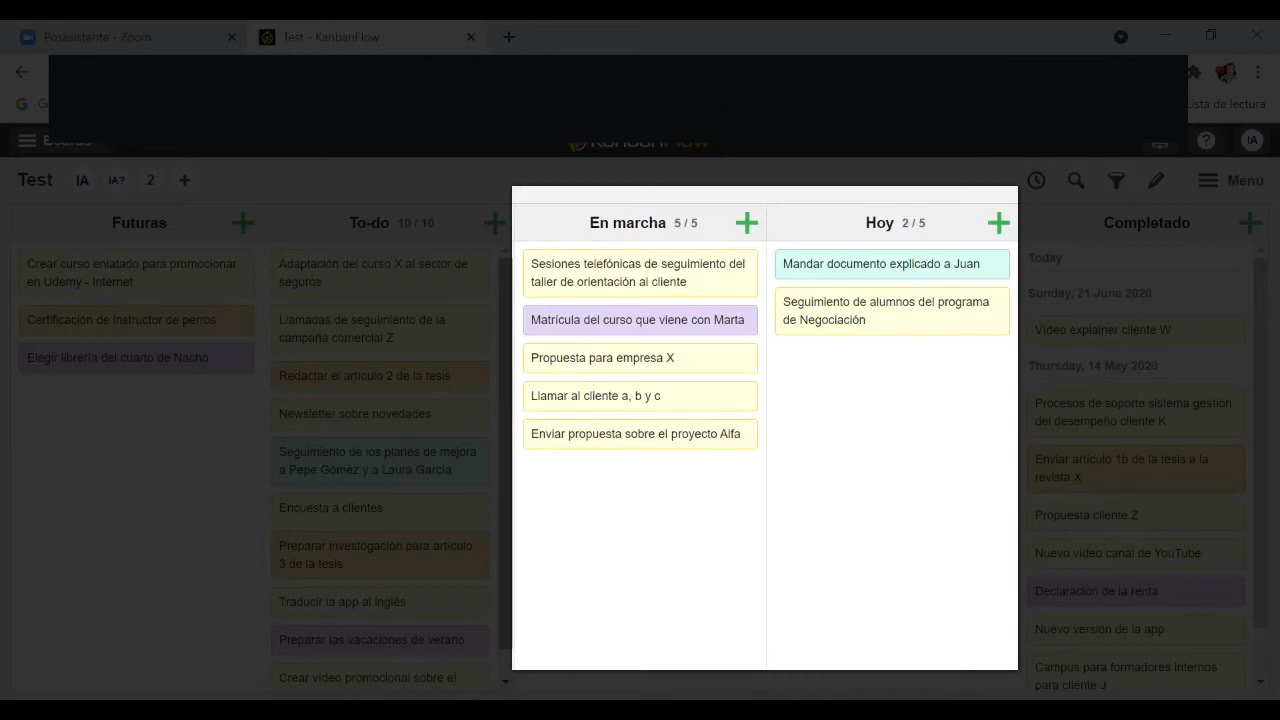 Posasistente - Zoom
Test - KanbanFlow
Lista de lectura
IA
Test
IA
IA?
2
Menu
Futuras
Crear curso enlatado para promocionar
en Udemy - Internet
Certificación de instructor de perros
Elegir librería del cuarto de Nacho
To-do 10 / 10
Adaptación del curso X al sector de
seguros
Llamadas de seguimiento de la
campaña comercial Z
Redactar el artículo 2 de la tesis
Newsletter sobre novedades
Seguimiento de los planes de mejora
a Pepe Gomez y a Laura García
Encuesta a clientes
Preparar investogación para artículo
3 de la tesis
Traducir la app al inglés
Preparar las vacaciones de verano
Crear vídeo promocional sobre el
En marcha 5 / 5
Sesiones telefónicas de seguimiento del
taller de orientación al cliente
Matrícula del curso que viene con Marta
Propuesta para empresa X
Llamar al cliente a, b y c
Enviar propuesta sobre el proyecto Alfa
Hoy 2 / 5
Mandar documento explicado a Juan
Seguimiento de alumnos del programa
de Negociación
Completado
Today
Sunday, 21 June 2020
Vídeo explainer cliente W
Thursday, 14 May 2020
Procesos de soporte sistema gestión
del desempeño cliente K
Enviar artículo 1b de la tesis a la
revista X
Propuesta cliente Z
Nuevo vídeo canal de YouTube
Declaración de la renta
Nuevo versión de la app
Campus para formadores internos
para cliente J